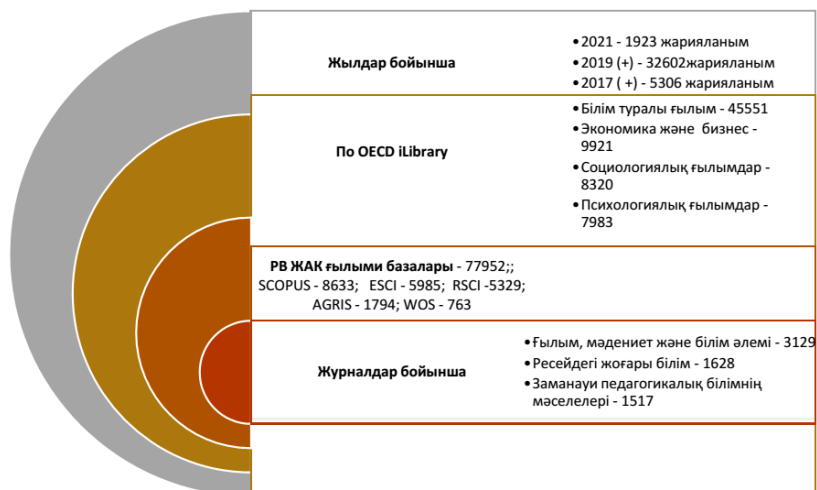 Жылдар бойынша
•2021 - 1923 жарияланым
•2019 (+) - 32602жарияланым
•2017 ( +) - 5306 жарияланым
По OECD iLibrary
•Білім туралы ғылым - 45551
•Экономика және бизнес -
9921
•Социологиялық ғылымдар -
8320
•Психологиялық ғылымдар -
7983
РВ ЖАК ғылыми базалары - 77952;;
SCOPUS - 8633; ESCI - 5985; RSCI -5329;
AGRIS - 1794; WOS - 763
Журналдар бойынша
•Ғылым, мәдениет және білім әлемі - 3129
•Ресейдегі жоғары білім - 1628
•Заманауи педагогикалық білімнің
мәселелері - 1517